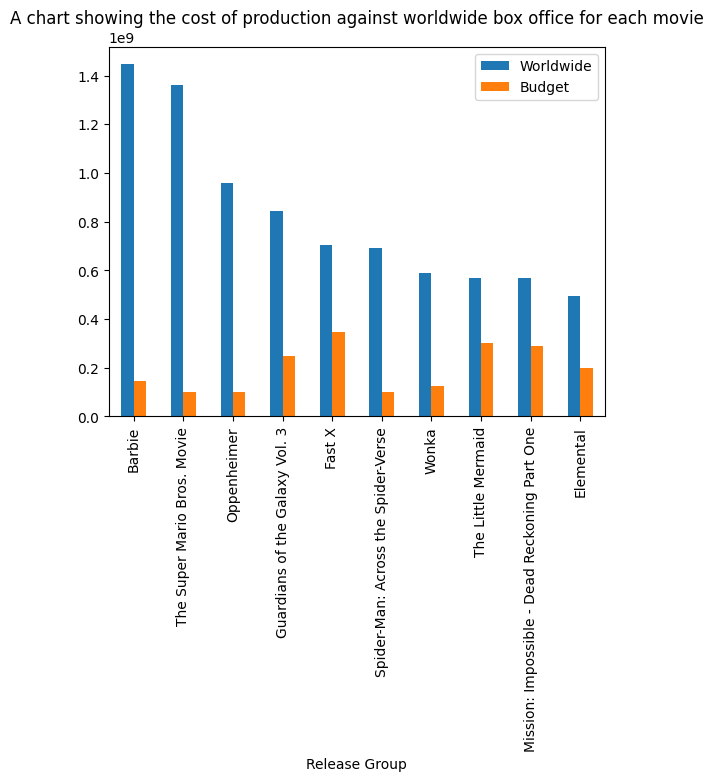 A chart showing the cost of production against worldwide box office for each movie
1e9
Worldwide
Budget
1.4
1.2
1.0
0.8
0.6
0.4
0.2
0.0
Barbie
The Super Mario Bros. Movie
Oppenheimer
Guardians of the Galaxy Vol. 3
Fast X
Spider-Man: Across the Spider-Verse
Wonka
The Little Mermaid
Mission: Impossible - Dead Reckoning Part One
Elemental
Release Group